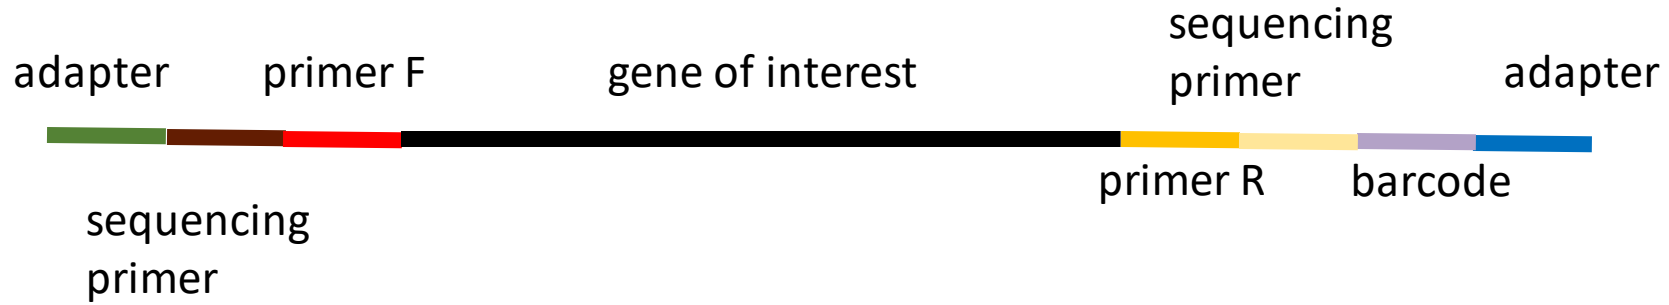 adapter
primer F
gene of interest
sequencing
primer
adapter
primer R
barcode
sequencing
primer